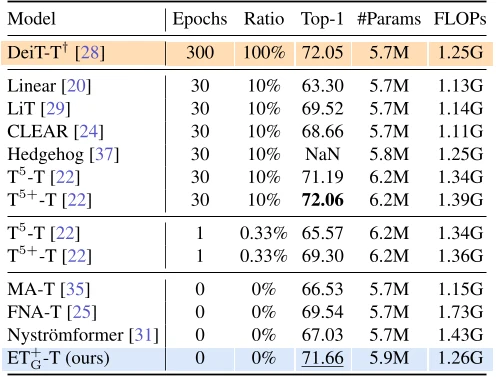 Model Epochs Ratio Top-1 #Params FLOPs
DeiT-T† [28] 300 100% 72.05 5.7M 1.25G
Linear [20] 30 10% 63.30 5.7M 1.13G
LiT [29] 30 10% 69.52 5.7M 1.14G
CLEAR [24] 30 10% 68.66 5.7M 1.11G
Hedgehog [37] 30 10% NaN 5.8M 1.25G
T⁵-T [22] 30 10% 71.19 6.2M 1.34G
T⁵⁺-T [22] 30 10% 72.06 6.2M 1.39G
T⁵-T [22] 1 0.33% 65.57 6.2M 1.34G
T⁵⁺-T [22] 1 0.33% 69.30 6.2M 1.36G
MA-T [35] 0 0% 66.53 5.7M 1.15G
FNA-T [25] 0 0% 69.54 5.7M 1.73G
Nyströmformer [31] 0 0% 67.03 5.7M 1.43G
ET⁺_G-T (ours) 0 0% 71.66 5.9M 1.26G